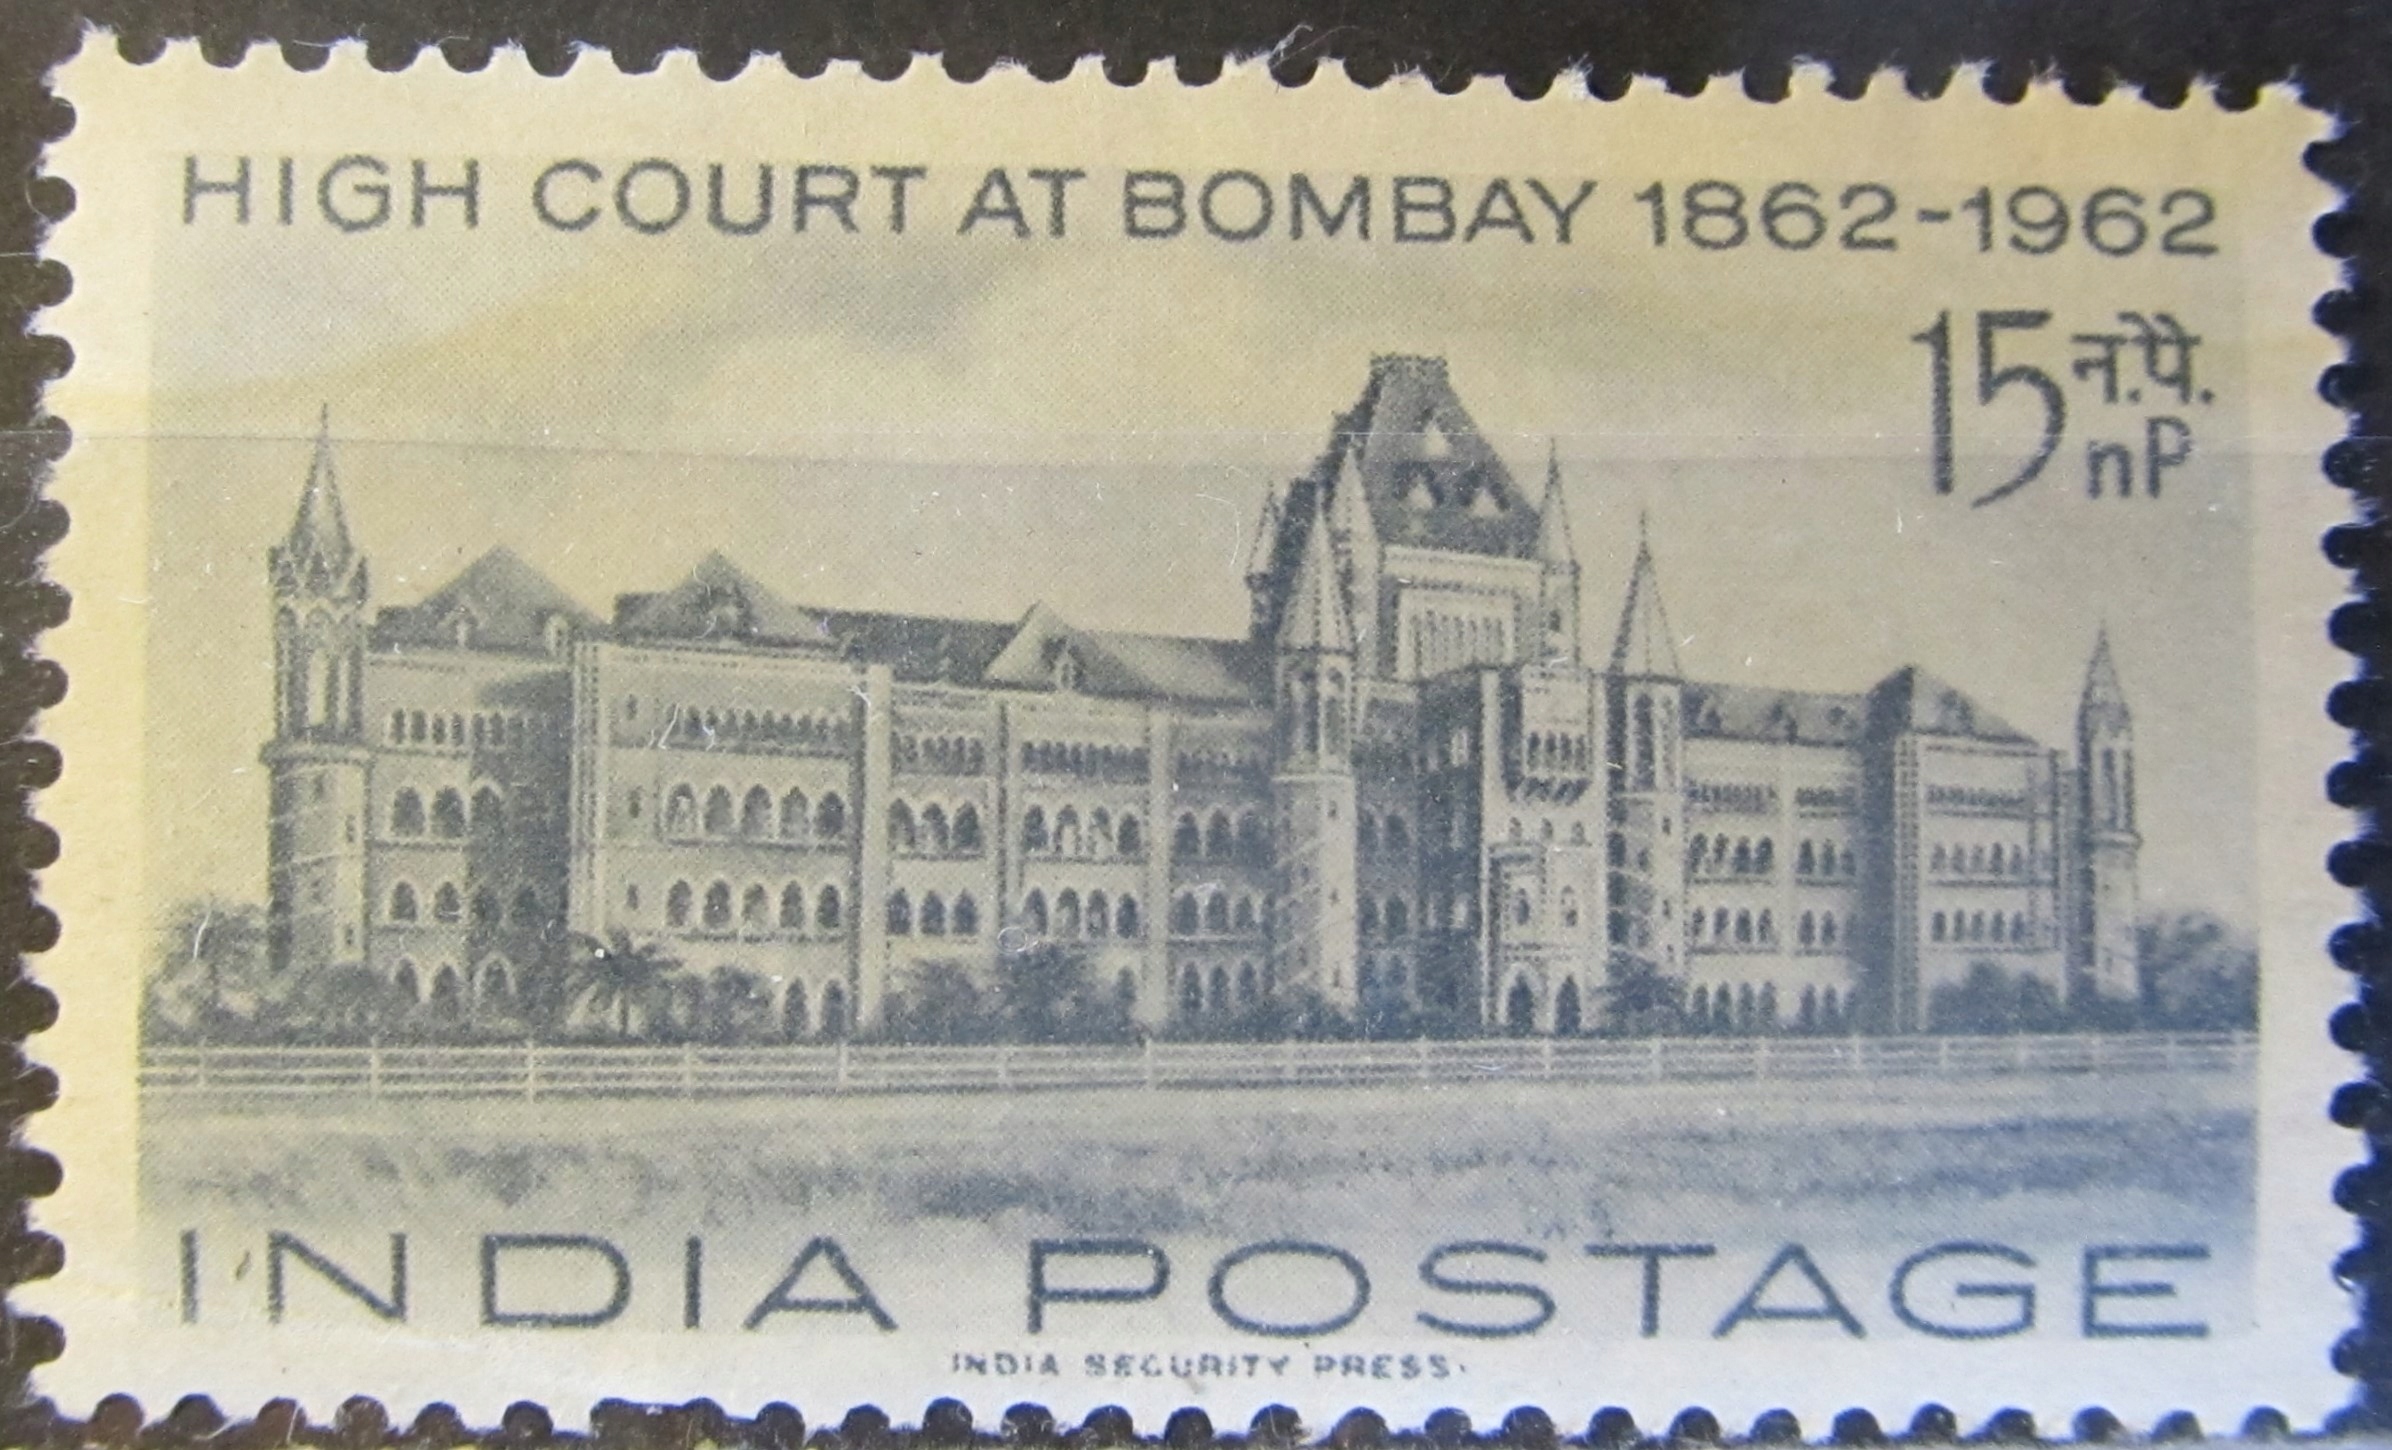 HIGH COURT AT BOMBAY 1862-1962
15 न.पै.
nP
INDIA POSTAGE
INDIA SECURITY PRESS.